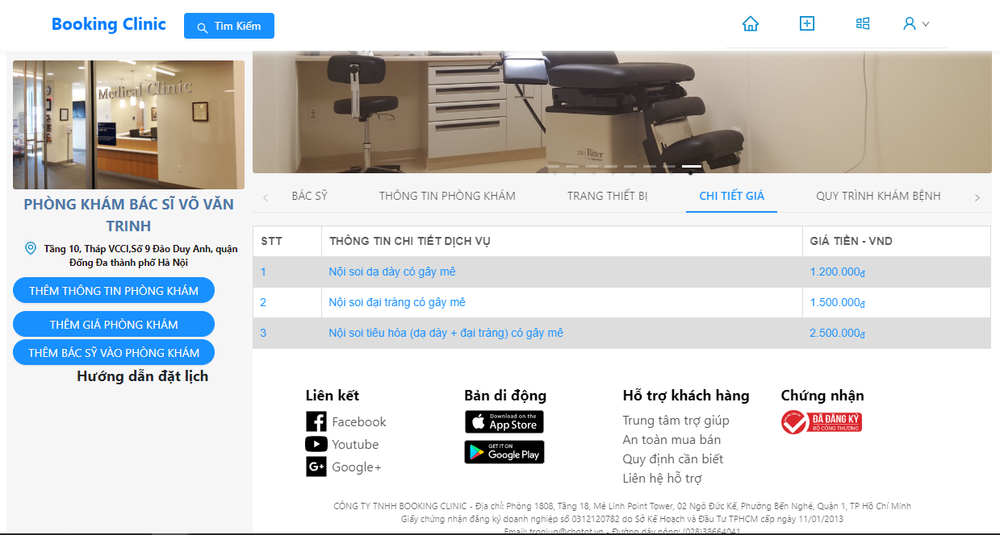 Booking Clinic
Tìm Kiếm
Medical Clinic
230 Ritter
PHÒNG KHÁM BÁC SĨ VÕ VĂN
TRINH
Tầng 10, Tháp VCCI,Số 9 Đào Duy Anh, quận
Đống Đa thành phố Hà Nội
THÊM THÔNG TIN PHÒNG KHÁM
THÊM GIÁ PHÒNG KHÁM
THÊM BÁC SỸ VÀO PHÒNG KHÁM
Hướng dẫn đặt lịch
BÁC SỸ
THÔNG TIN PHÒNG KHÁM
TRANG THIẾT BỊ
CHI TIẾT GIÁ
QUY TRÌNH KHÁM BỆNH
STT THÔNG TIN CHI TIẾT DỊCH VỤ GIÁ TIỀN - VND
1 Nội soi dạ dày có gây mê 1.200.000đ
2 Nội soi đại tràng có gây mê 1.500.000đ
3 Nội soi tiêu hóa (dạ dày + đại tràng) có gây mê 2.500.000đ
Liên kết
Facebook
Youtube
G+ Google+
Bản di động
Download on the
App Store
GET IT ON
Google Play
Hỗ trợ khách hàng
Trung tâm trợ giúp
An toàn mua bán
Quy định cần biết
Liên hệ hỗ trợ
Chứng nhận
ĐÃ ĐĂNG KÝ
BỘ CÔNG THƯƠNG
CÔNG TY TNHH BOOKING CLINIC - Địa chỉ: Phòng 1808, Tầng 18, Mê Linh Point Tower, 02 Ngô Đức Kế, Phường Bến Nghé, Quận 1, TP Hồ Chí Minh
Giấy chứng nhận đăng ký doanh nghiệp số 0312120782 do Sở Kế Hoạch và Đầu Tư TPHCM cấp ngày 11/01/2013
Email: trogiup@chotot.vn - Đường dây nóng: (028)38664041